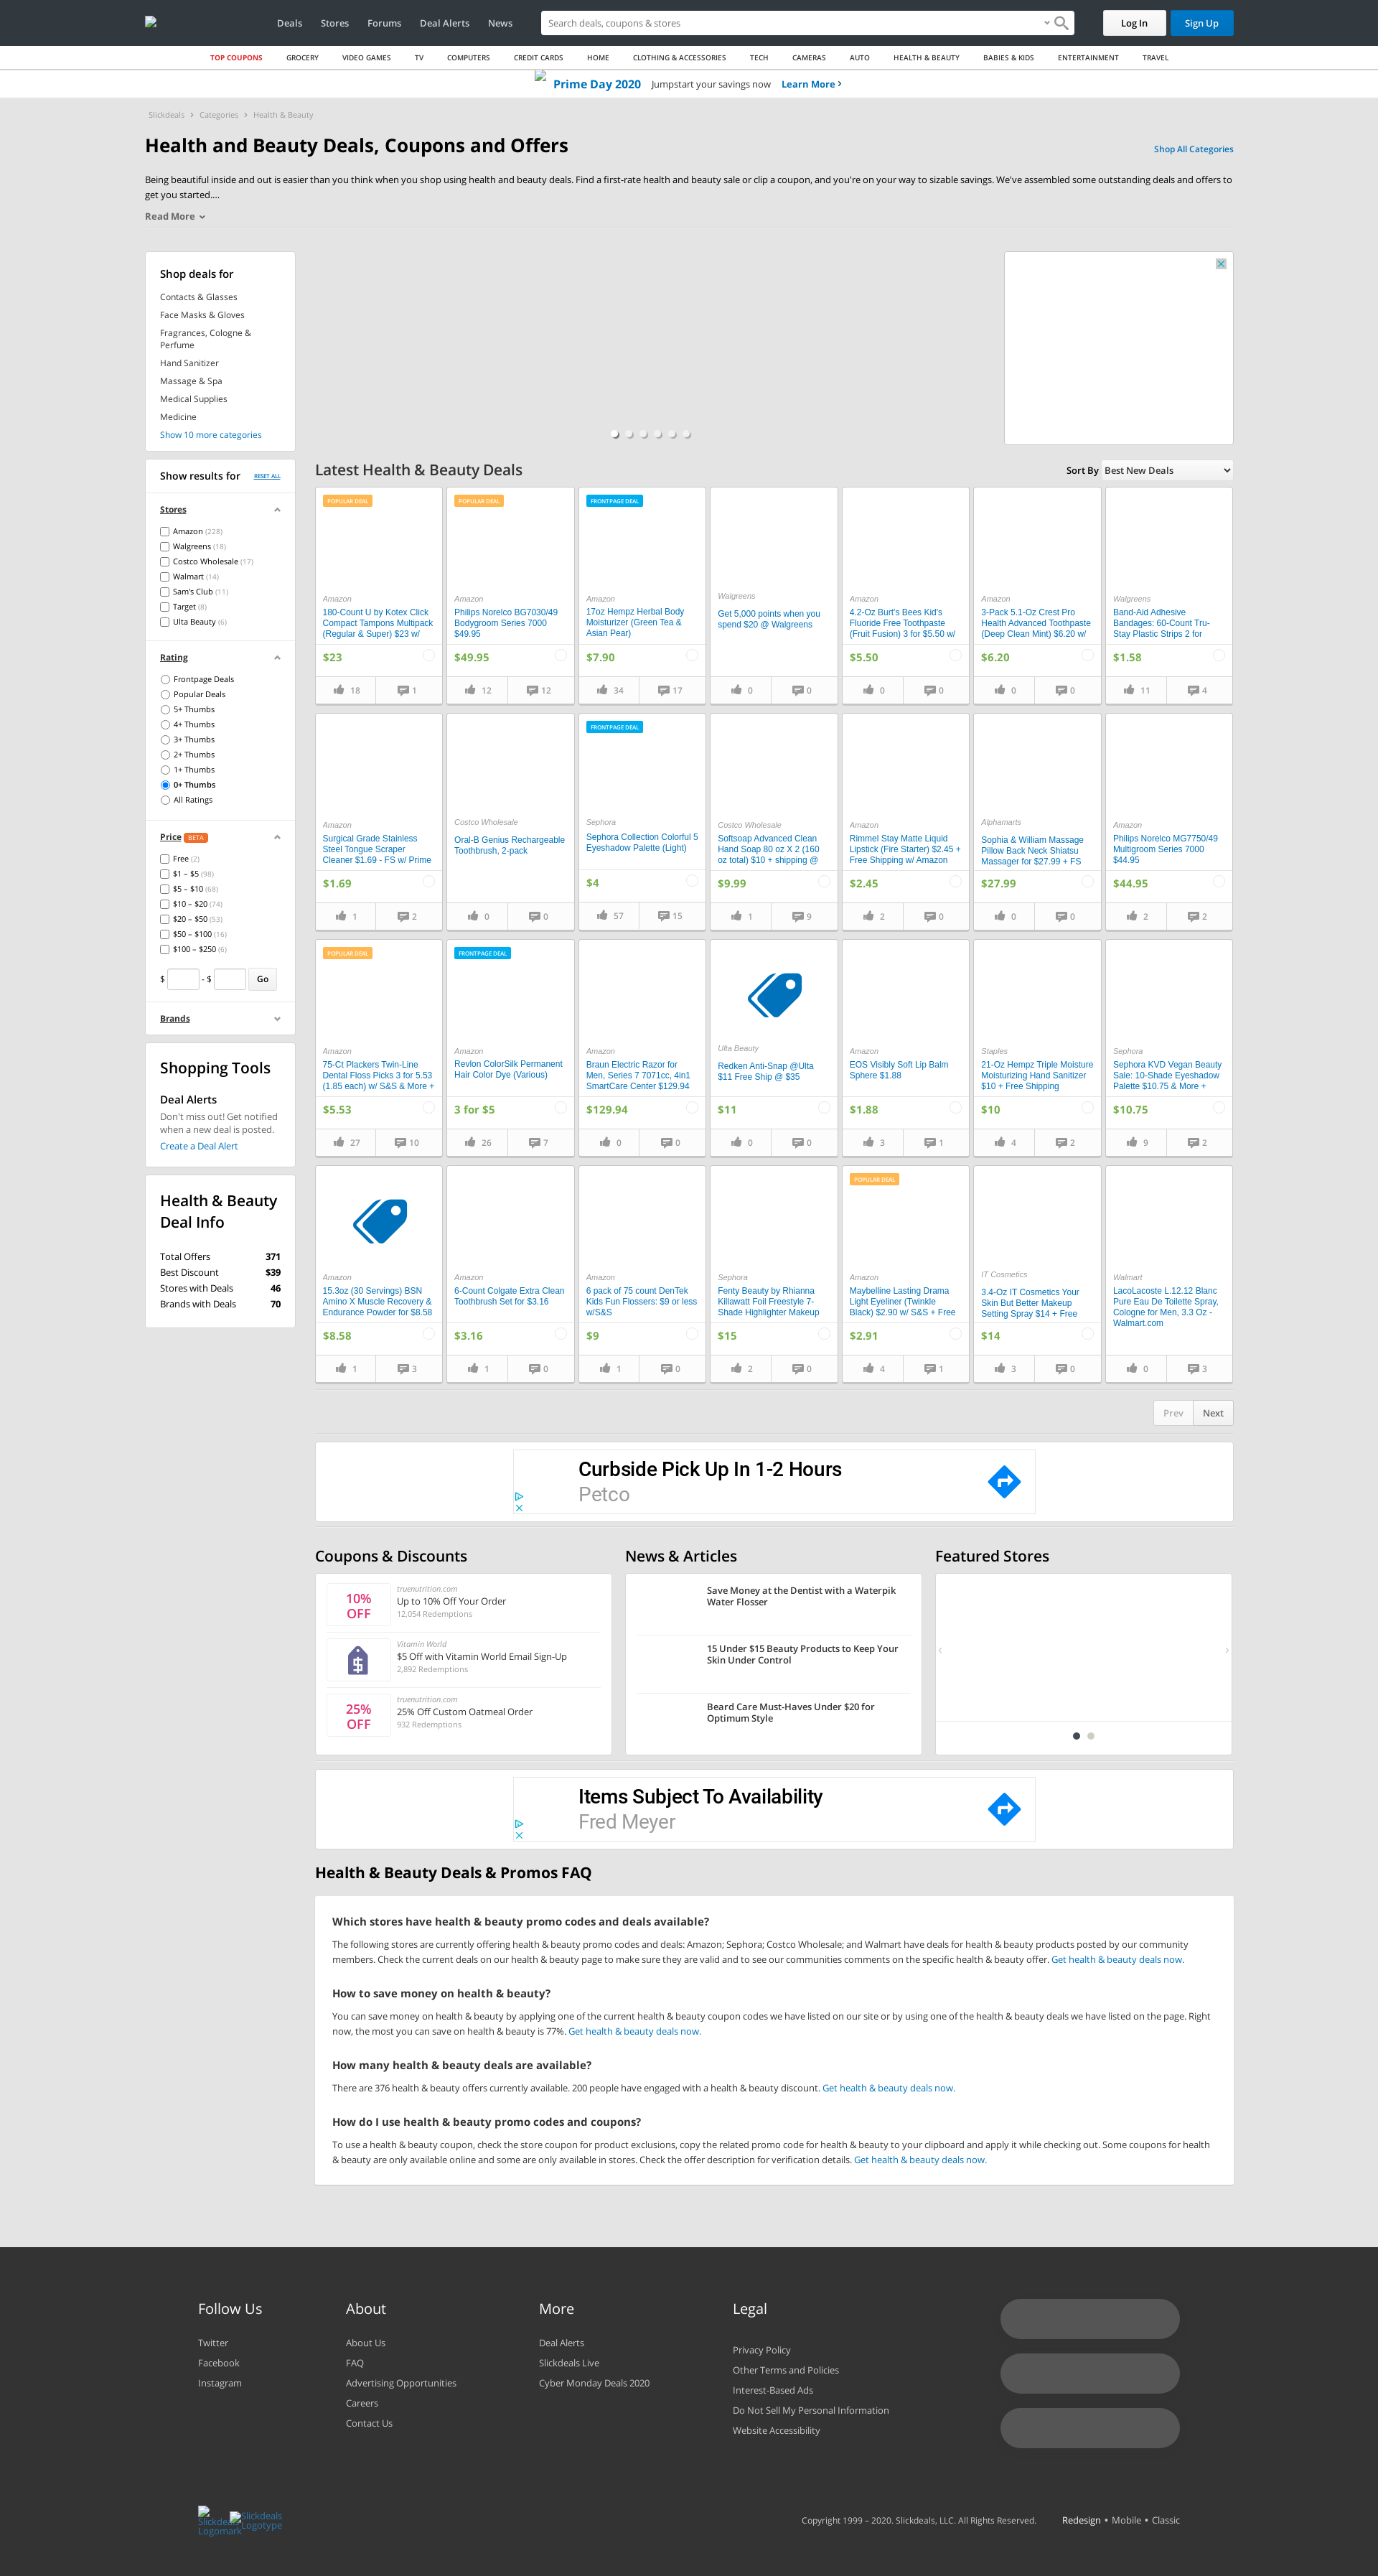 Deals Stores Forums Deal Alerts News
Search deals, coupons & stores
Log In
Sign Up
TOP COUPONS GROCERY VIDEO GAMES TV COMPUTERS CREDIT CARDS HOME CLOTHING & ACCESSORIES TECH CAMERAS AUTO HEALTH & BEAUTY BABIES & KIDS ENTERTAINMENT TRAVEL
Prime Day 2020 Jumpstart your savings now Learn More
Slickdeals > Categories > Health & Beauty
Health and Beauty Deals, Coupons and Offers
Shop All Categories
Being beautiful inside and out is easier than you think when you shop using health and beauty deals. Find a first-rate health and beauty sale or clip a coupon, and you're on your way to sizable savings. We've assembled some outstanding deals and offers to
get you started....
Read More
Shop deals for
Contacts & Glasses
Face Masks & Gloves
Fragrances, Cologne &
Perfume
Hand Sanitizer
Massage & Spa
Medical Supplies
Medicine
Show 10 more categories
Show results for RESET ALL
Stores
Amazon (228)
Walgreens (18)
Costco Wholesale (17)
Walmart (14)
Sam's Club (11)
Target (8)
Ulta Beauty (6)
Rating
Frontpage Deals
Popular Deals
5+ Thumbs
4+ Thumbs
3+ Thumbs
2+ Thumbs
1+ Thumbs
0+ Thumbs
All Ratings
Price BETA
Free (2)
$1 – $5 (98)
$5 – $10 (68)
$10 – $20 (74)
$20 – $50 (53)
$50 – $100 (16)
$100 – $250 (6)
$ - $ Go
Brands
Shopping Tools
Deal Alerts
Don't miss out! Get notified
when a new deal is posted.
Create a Deal Alert
Health & Beauty
Deal Info
Total Offers 371
Best Discount $39
Stores with Deals 46
Brands with Deals 70
Latest Health & Beauty Deals
Sort By Best New Deals
POPULAR DEAL
Amazon
180-Count U by Kotex Click
Compact Tampons Multipack
(Regular & Super) $23 w/
$23
18 1
POPULAR DEAL
Amazon
Philips Norelco BG7030/49
Bodygroom Series 7000
$49.95
$49.95
12 12
FRONTPAGE DEAL
Amazon
17oz Hempz Herbal Body
Moisturizer (Green Tea &
Asian Pear)
$7.90
34 17
Walgreens
Get 5,000 points when you
spend $20 @ Walgreens
0 0
Amazon
4.2-Oz Burt's Bees Kid's
Fluoride Free Toothpaste
(Fruit Fusion) 3 for $5.50 w/
$5.50
0 0
Amazon
3-Pack 5.1-Oz Crest Pro
Health Advanced Toothpaste
(Deep Clean Mint) $6.20 w/
$6.20
0 0
Walgreens
Band-Aid Adhesive
Bandages: 60-Count Tru-
Stay Plastic Strips 2 for
$1.58
11 4
Amazon
Surgical Grade Stainless
Steel Tongue Scraper
Cleaner $1.69 - FS w/ Prime
$1.69
1 2
Costco Wholesale
Oral-B Genius Rechargeable
Toothbrush, 2-pack
0 0
FRONTPAGE DEAL
Sephora
Sephora Collection Colorful 5
Eyeshadow Palette (Light)
$4
57 15
Costco Wholesale
Softsoap Advanced Clean
Hand Soap 80 oz X 2 (160
oz total) $10 + shipping @
$9.99
1 9
Amazon
Rimmel Stay Matte Liquid
Lipstick (Fire Starter) $2.45 +
Free Shipping w/ Amazon
$2.45
2 0
Alphamarts
Sophia & William Massage
Pillow Back Neck Shiatsu
Massager for $27.99 + FS
$27.99
0 0
Amazon
Philips Norelco MG7750/49
Multigroom Series 7000
$44.95
$44.95
2 2
POPULAR DEAL
Amazon
75-Ct Plackers Twin-Line
Dental Floss Picks 3 for 5.53
(1.85 each) w/ S&S & More +
$5.53
27 10
FRONTPAGE DEAL
Amazon
Revlon ColorSilk Permanent
Hair Color Dye (Various)
3 for $5
26 7
Amazon
Braun Electric Razor for
Men, Series 7 7071cc, 4in1
SmartCare Center $129.94
$129.94
0 0
Ulta Beauty
Redken Anti-Snap @Ulta
$11 Free Ship @ $35
$11
0 0
Amazon
EOS Visibly Soft Lip Balm
Sphere $1.88
$1.88
3 1
Staples
21-Oz Hempz Triple Moisture
Moisturizing Hand Sanitizer
$10 + Free Shipping
$10
4 2
Sephora
Sephora KVD Vegan Beauty
Sale: 10-Shade Eyeshadow
Palette $10.75 & More +
$10.75
9 2
Amazon
15.3oz (30 Servings) BSN
Amino X Muscle Recovery &
Endurance Powder for $8.58
$8.58
1 3
Amazon
6-Count Colgate Extra Clean
Toothbrush Set for $3.16
$3.16
1 0
Amazon
6 pack of 75 count DenTek
Kids Fun Flossers: $9 or less
w/S&S
$9
1 0
Sephora
Fenty Beauty by Rhianna
Killawatt Foil Freestyle 7-
Shade Highlighter Makeup
$15
2 0
POPULAR DEAL
Amazon
Maybelline Lasting Drama
Light Eyeliner (Twinkle
Black) $2.90 w/ S&S + Free
$2.91
4 1
IT Cosmetics
3.4-Oz IT Cosmetics Your
Skin But Better Makeup
Setting Spray $14 + Free
$14
3 0
Walmart
LacoLacoste L.12.12 Blanc
Pure Eau De Toilette Spray,
Cologne for Men, 3.3 Oz -
Walmart.com
0 3
Prev Next
Curbside Pick Up In 1-2 Hours
Petco
Coupons & Discounts
10%
OFF
truenutrition.com
Up to 10% Off Your Order
12,054 Redemptions
Vitamin World
$5 Off with Vitamin World Email Sign-Up
2,892 Redemptions
25%
OFF
truenutrition.com
25% Off Custom Oatmeal Order
932 Redemptions
News & Articles
Save Money at the Dentist with a Waterpik
Water Flosser
15 Under $15 Beauty Products to Keep Your
Skin Under Control
Beard Care Must-Haves Under $20 for
Optimum Style
Featured Stores
Items Subject To Availability
Fred Meyer
Health & Beauty Deals & Promos FAQ
Which stores have health & beauty promo codes and deals available?
The following stores are currently offering health & beauty promo codes and deals: Amazon; Sephora; Costco Wholesale; and Walmart have deals for health & beauty products posted by our community
members. Check the current deals on our health & beauty page to make sure they are valid and to see our communities comments on the specific health & beauty offer. Get health & beauty deals now.
How to save money on health & beauty?
You can save money on health & beauty by applying one of the current health & beauty coupon codes we have listed on our site or by using one of the health & beauty deals we have listed on the page. Right
now, the most you can save on health & beauty is 77%. Get health & beauty deals now.
How many health & beauty deals are available?
There are 376 health & beauty offers currently available. 200 people have engaged with a health & beauty discount. Get health & beauty deals now.
How do I use health & beauty promo codes and coupons?
To use a health & beauty coupon, check the store coupon for product exclusions, copy the related promo code for health & beauty to your clipboard and apply it while checking out. Some coupons for health
& beauty are only available online and some are only available in stores. Check the offer description for verification details. Get health & beauty deals now.
Follow Us
Twitter
Facebook
Instagram
About
About Us
FAQ
Advertising Opportunities
Careers
Contact Us
More
Deal Alerts
Slickdeals Live
Cyber Monday Deals 2020
Legal
Privacy Policy
Other Terms and Policies
Interest-Based Ads
Do Not Sell My Personal Information
Website Accessibility
Slickdeals
Logomark
Slickdeals
Logotype
Copyright 1999 – 2020. Slickdeals, LLC. All Rights Reserved.
Redesign • Mobile • Classic